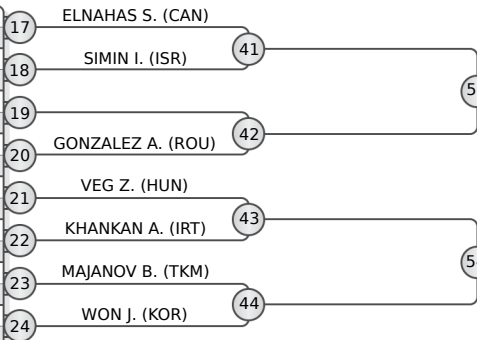 17
ELNAHAS S. (CAN)
41
18
SIMIN I. (ISR)
19
42
20
GONZALEZ A. (ROU)
21
VEG Z. (HUN)
43
22
KHANKAN A. (IRT)
23
MAJANOV B. (TKM)
44
24
WON J. (KOR)